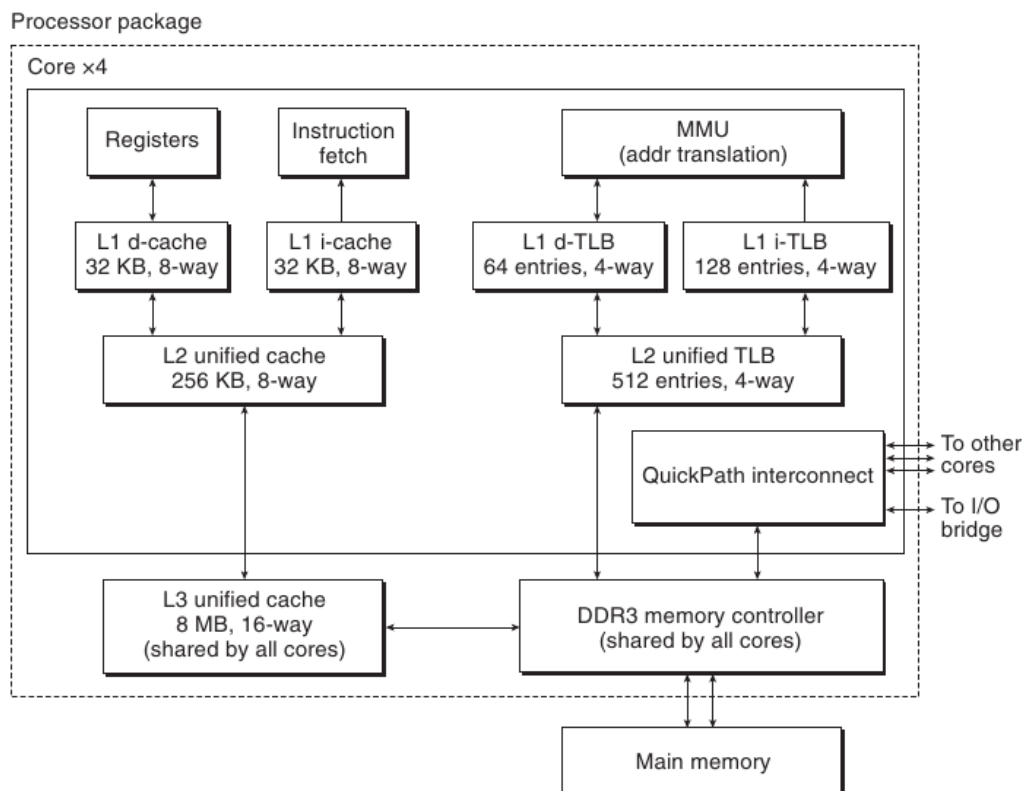 Processor package
Core ×4
Registers
Instruction
fetch
MMU
(addr translation)
L1 d-cache
32 KB, 8-way
L1 i-cache
32 KB, 8-way
L1 d-TLB
64 entries, 4-way
L1 i-TLB
128 entries, 4-way
L2 unified cache
256 KB, 8-way
L2 unified TLB
512 entries, 4-way
QuickPath interconnect
To other
cores
To I/O
bridge
L3 unified cache
8 MB, 16-way
(shared by all cores)
DDR3 memory controller
(shared by all cores)
Main memory